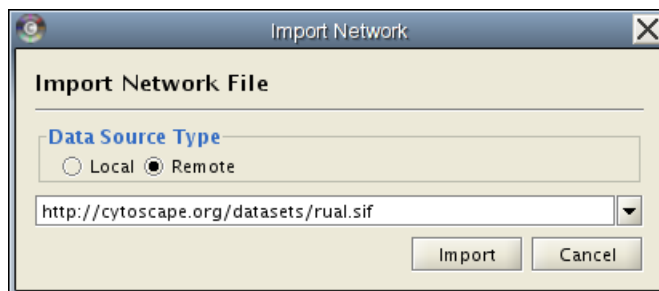 Import Network
Import Network File
Data Source Type
Local Remote
http://cytoscape.org/datasets/rual.sif
Import Cancel